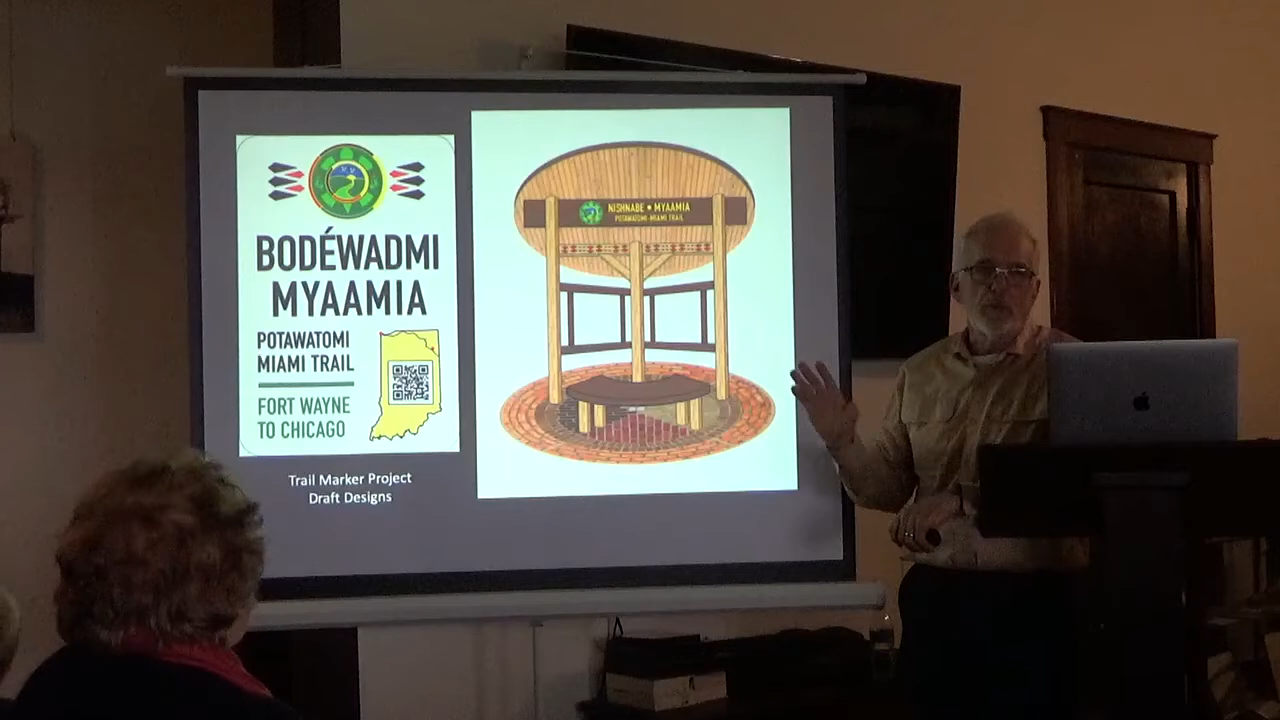 BODÉWADMI
MYAAMIA
POTAWATOMI
MIAMI TRAIL
FORT WAYNE
TO CHICAGO
Trail Marker Project
Draft Designs
NISHNABE • MYAAMIA
POTAWATOMI-MIAMI TRAIL